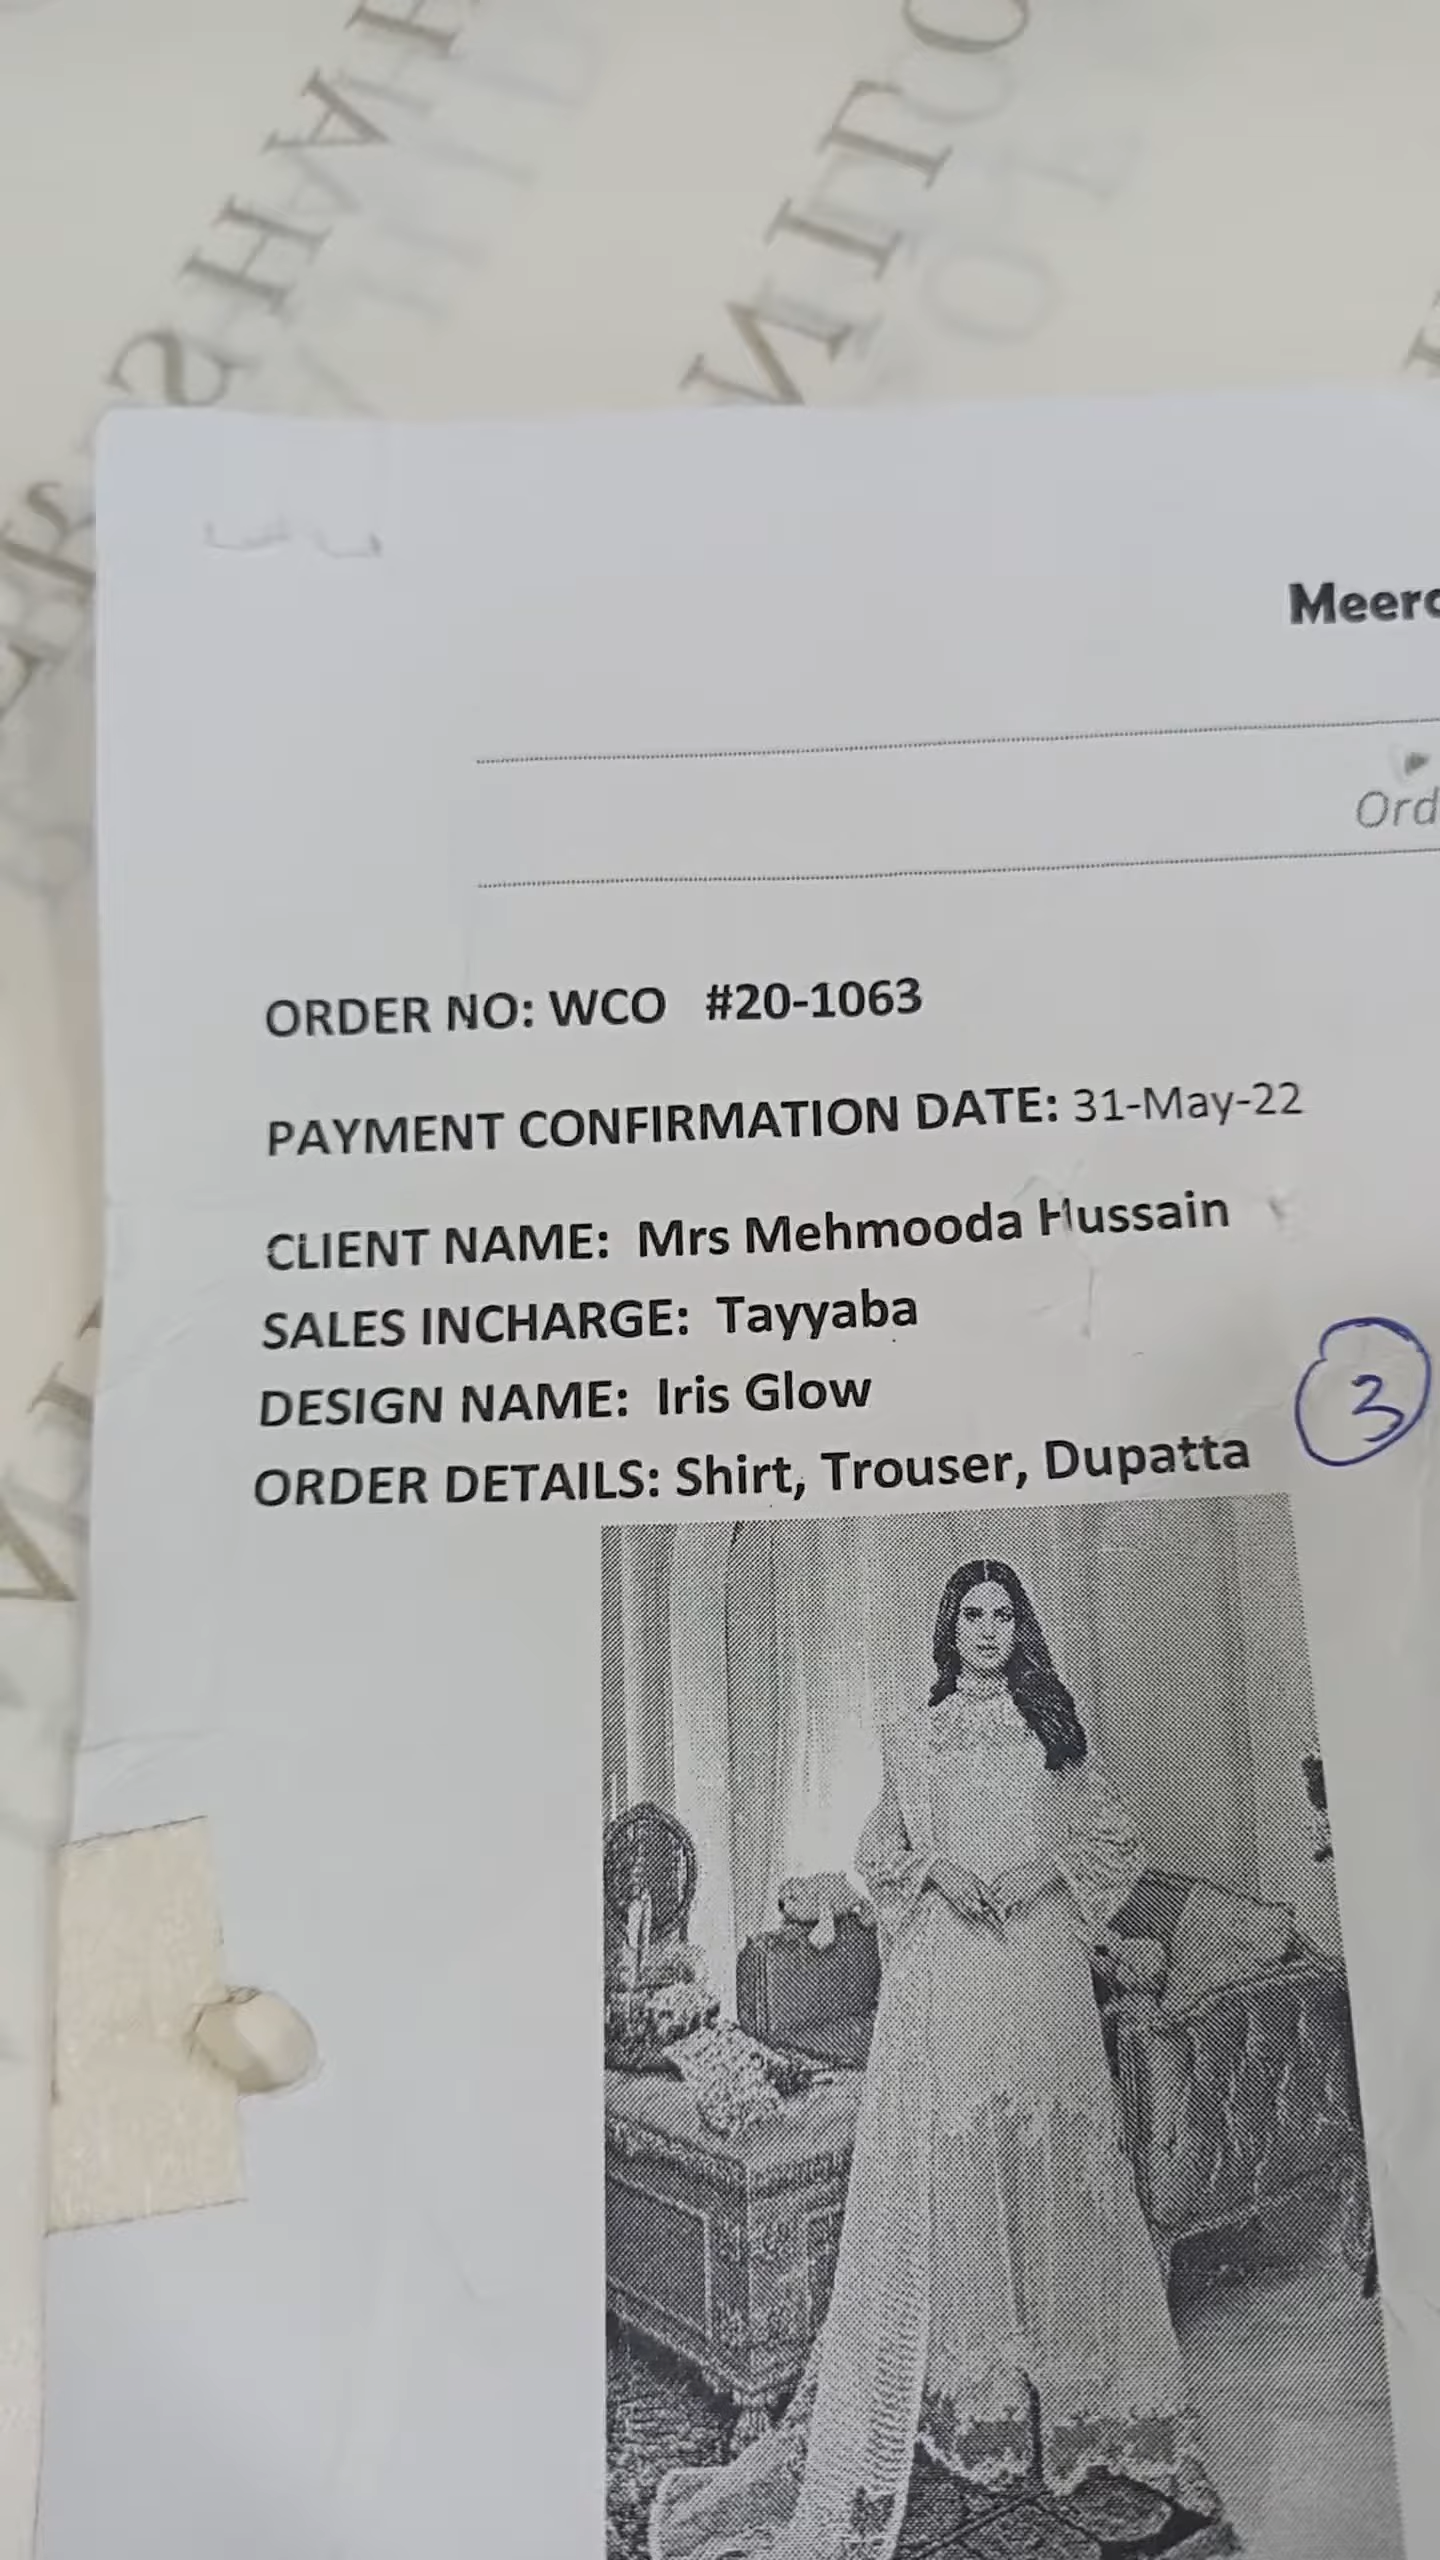 Meer
Ord
ORDER NO: WCO #20-1063
PAYMENT CONFIRMATION DATE: 31-May-22
CLIENT NAME: Mrs Mehmooda Hussain
SALES INCHARGE: Tayyaba
DESIGN NAME: Iris Glow
3
ORDER DETAILS: Shirt, Trouser, Dupatta